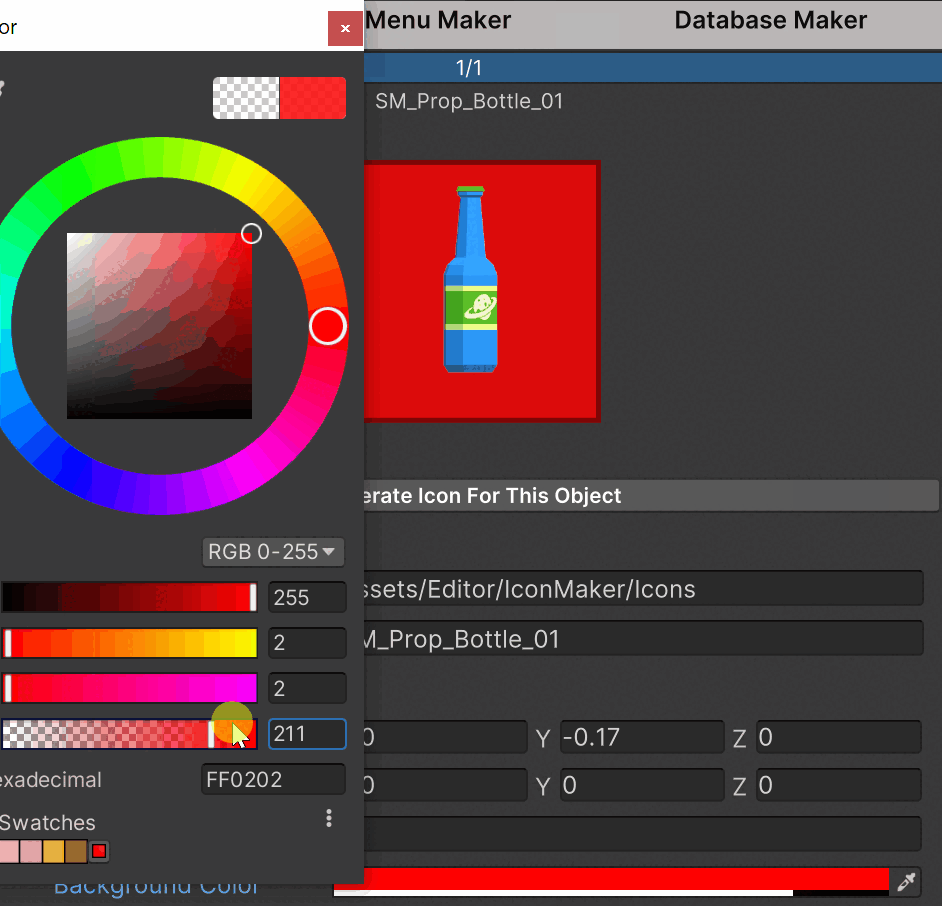 or
×
Menu Maker
Database Maker
1/1
SM_Prop_Bottle_01
erate Icon For This Object
RGB 0-255
255
ssets/Editor/IconMaker/Icons
2
M_Prop_Bottle_01
2
211
0 Y -0.17 Z 0
exadecimal FF0202
0 Y 0 Z 0
Swatches
Background Color